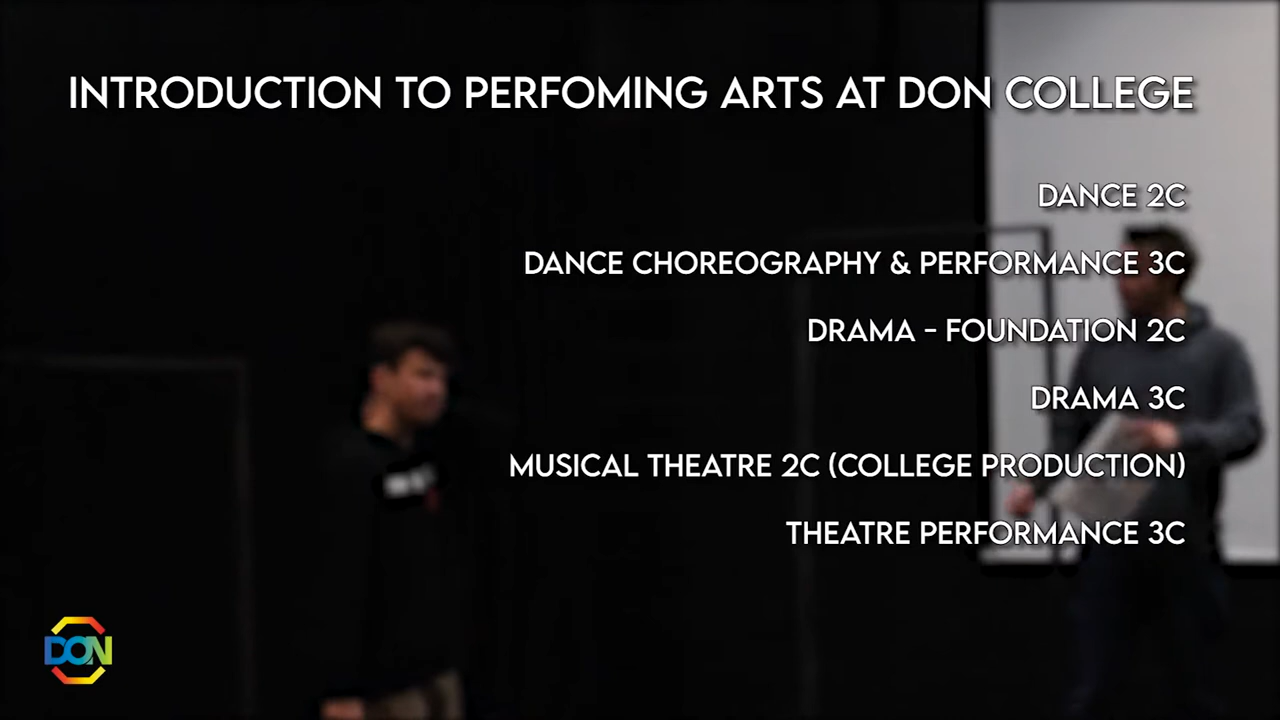 INTRODUCTION TO PERFOMING ARTS AT DON COLLEGE
DANCE 2C
DANCE CHOREOGRAPHY & PERFORMANCE 3C
DRAMA - FOUNDATION 2C
DRAMA 3C
MUSICAL THEATRE 2C (COLLEGE PRODUCTION)
THEATRE PERFORMANCE 3C
DON